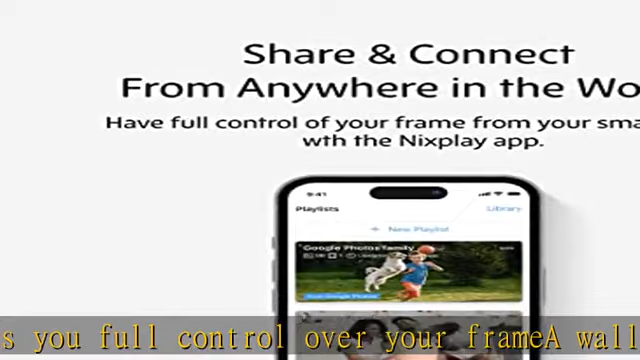 Share & Connect
From Anywhere in the Wo
Have full control of your frame from your sma
wth the Nixplay app.
9:41
Playlists
Library
+ New Playlist
Google Photos family
s you full control over your frameA wall